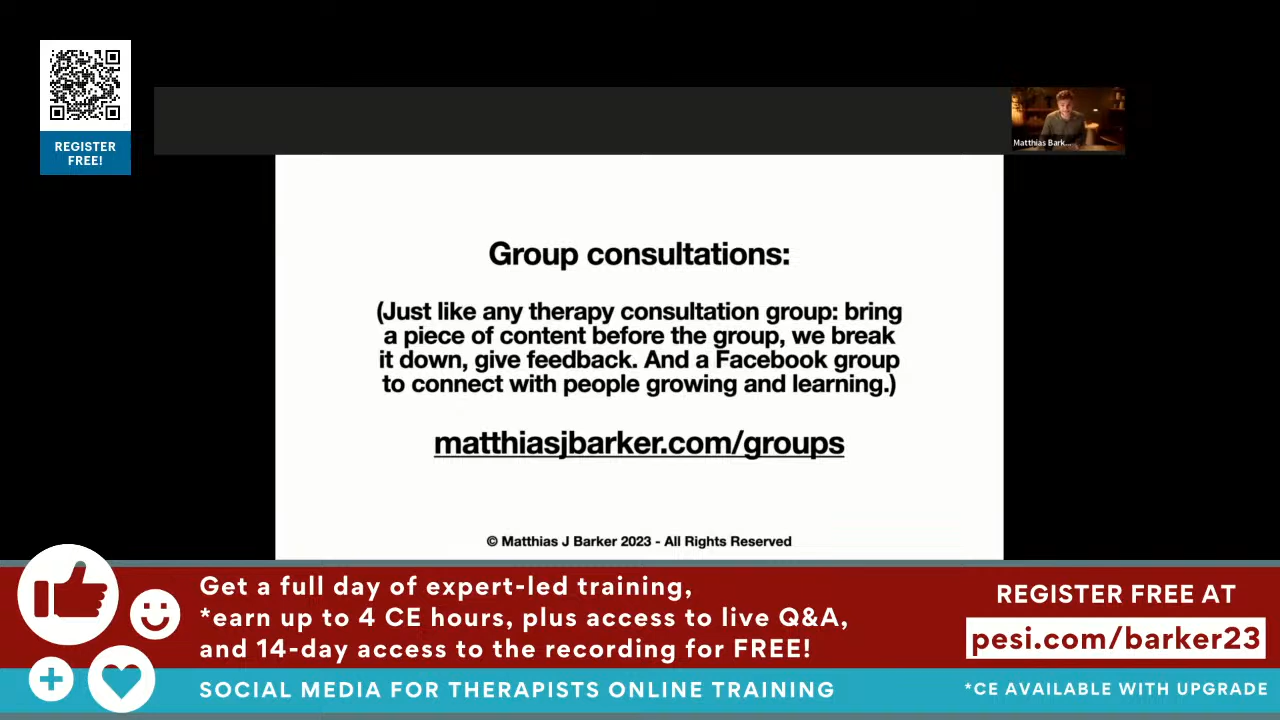 REGISTER
FREE!
Matthias Bark...
Group consultations:
(Just like any therapy consultation group: bring
a piece of content before the group, we break
it down, give feedback. And a Facebook group
to connect with people growing and learning.)
matthiasjbarker.com/groups
© Matthias J Barker 2023 - All Rights Reserved
Get a full day of expert-led training,
*earn up to 4 CE hours, plus access to live Q&A,
and 14-day access to the recording for FREE!
SOCIAL MEDIA FOR THERAPISTS ONLINE TRAINING
REGISTER FREE AT
pesi.com/barker23
*CE AVAILABLE WITH UPGRADE